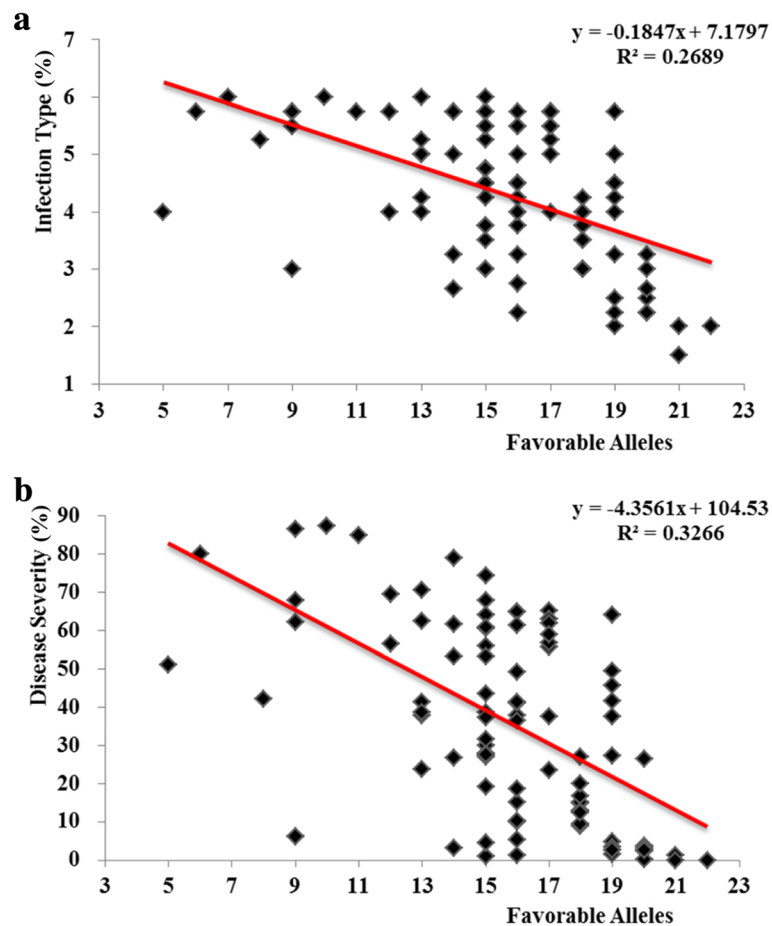 a
y = -0.1847x + 7.1797
R² = 0.2689
Infection Type (%)
7
6
5
4
3
2
1
3 5 7 9 11 13 15 17 19 21 23
Favorable Alleles
b
y = -4.3561x + 104.53
R² = 0.3266
Disease Severity (%)
90
80
70
60
50
40
30
20
10
0
3 5 7 9 11 13 15 17 19 21 23
Favorable Alleles